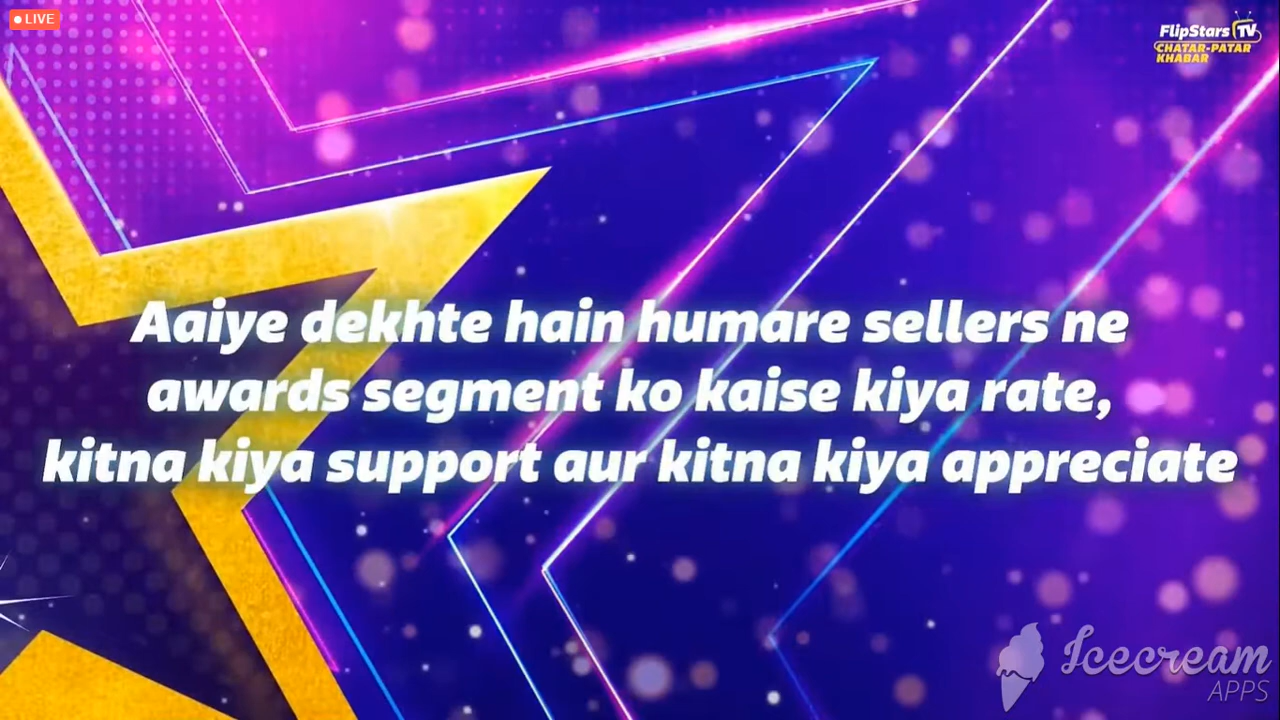 LIVE
FlipStars TV
CHATAR-PATAR
KHABAR
Aaiye dekhte hain humare sellers ne
awards segment ko kaise kiya rate,
kitna kiya support aur kitna kiya appreciate
Icecream
APPS